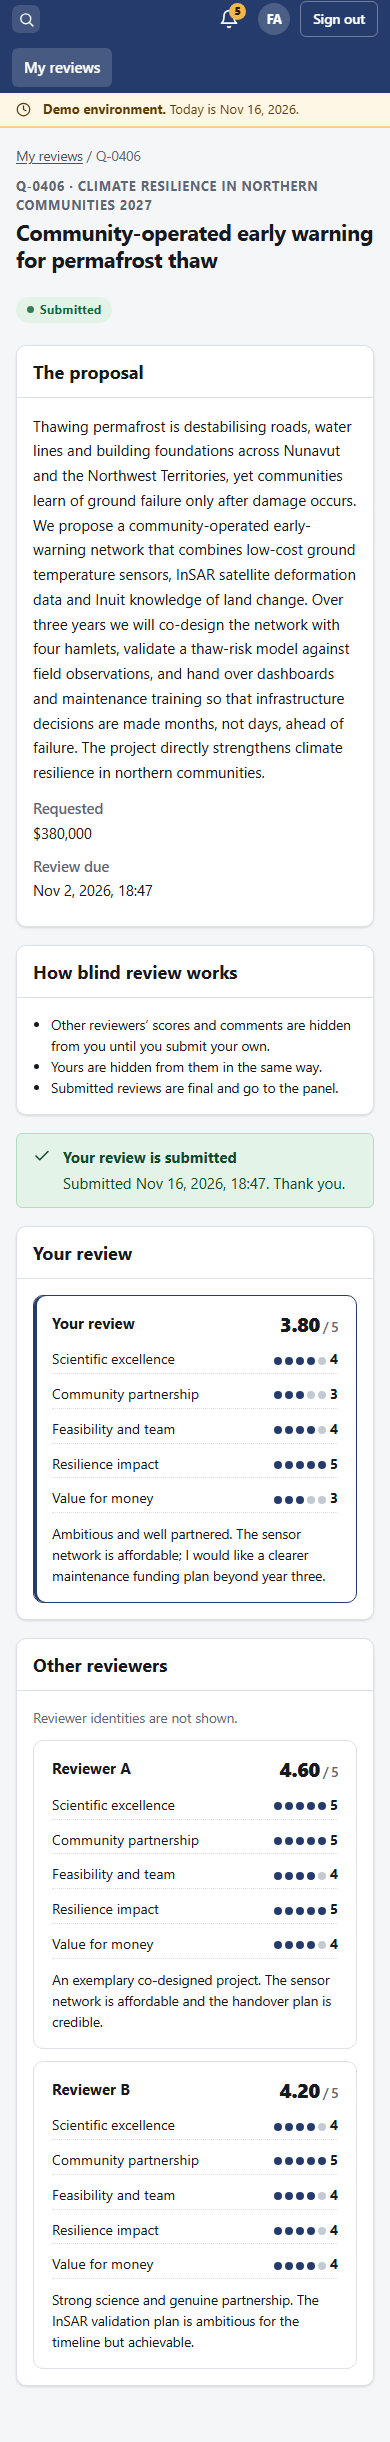 5
FA
Sign out
My reviews
Demo environment. Today is Nov 16, 2026.
My reviews / Q-0406
Q-0406 · CLIMATE RESILIENCE IN NORTHERN
COMMUNITIES 2027
Community-operated early warning
for permafrost thaw
Submitted
The proposal
Thawing permafrost is destabilising roads, water
lines and building foundations across Nunavut
and the Northwest Territories, yet communities
learn of ground failure only after damage occurs.
We propose a community-operated early-
warning network that combines low-cost ground
temperature sensors, InSAR satellite deformation
data and Inuit knowledge of land change. Over
three years we will co-design the network with
four hamlets, validate a thaw-risk model against
field observations, and hand over dashboards
and maintenance training so that infrastructure
decisions are made months, not days, ahead of
failure. The project directly strengthens climate
resilience in northern communities.
Requested
$380,000
Review due
Nov 2, 2026, 18:47
How blind review works
Other reviewers’ scores and comments are hidden
from you until you submit your own.
Yours are hidden from them in the same way.
Submitted reviews are final and go to the panel.
Your review is submitted
Submitted Nov 16, 2026, 18:47. Thank you.
Your review
Your review 3.80 / 5
Scientific excellence 4
Community partnership 3
Feasibility and team 4
Resilience impact 5
Value for money 3
Ambitious and well partnered. The sensor
network is affordable; I would like a clearer
maintenance funding plan beyond year three.
Other reviewers
Reviewer identities are not shown.
Reviewer A 4.60 / 5
Scientific excellence 5
Community partnership 5
Feasibility and team 4
Resilience impact 5
Value for money 4
An exemplary co-designed project. The sensor
network is affordable and the handover plan is
credible.
Reviewer B 4.20 / 5
Scientific excellence 4
Community partnership 5
Feasibility and team 4
Resilience impact 4
Value for money 4
Strong science and genuine partnership. The
InSAR validation plan is ambitious for the
timeline but achievable.